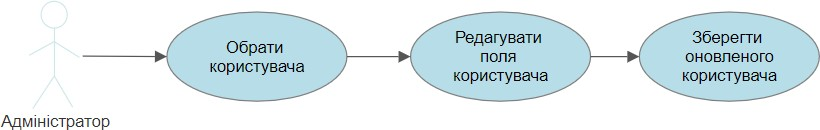 Обрати
користувача
Редагувати
поля
користувача
Зберегти
оновленого
користувача
Адміністратор